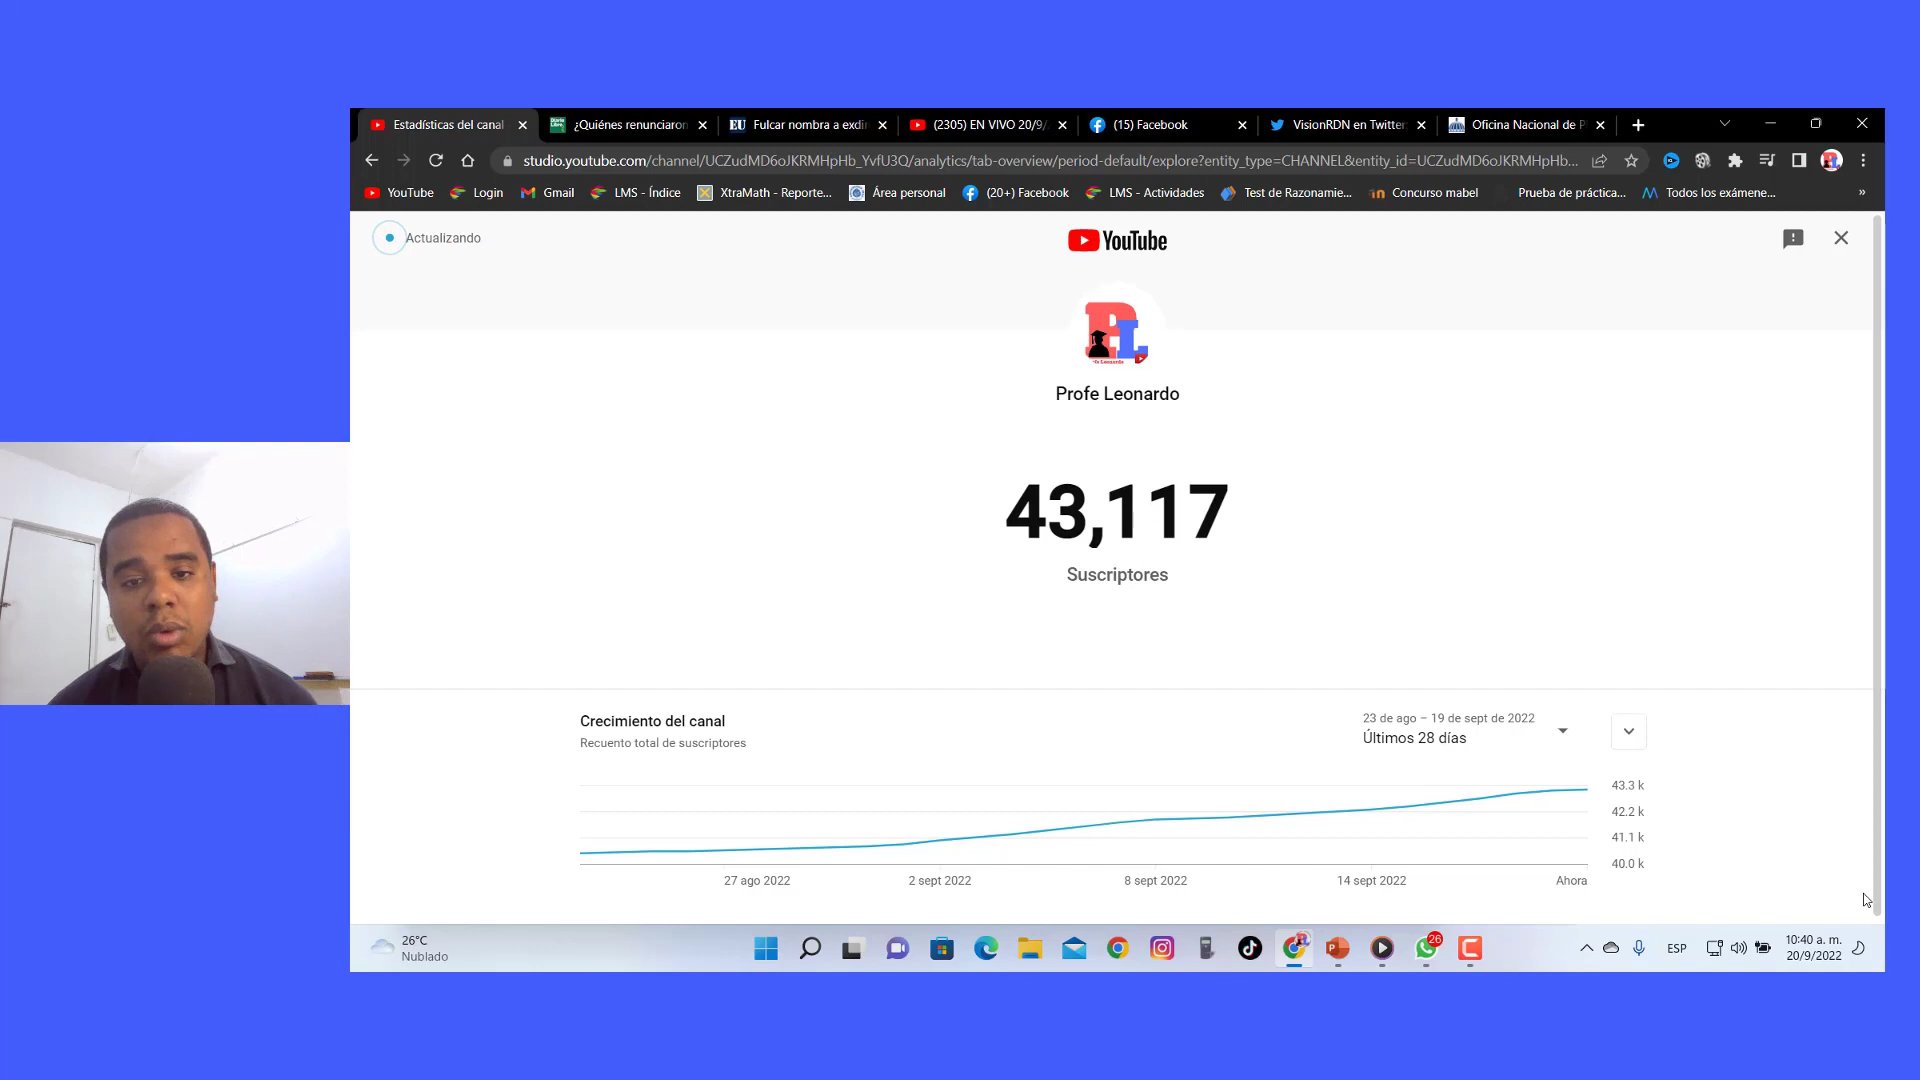 Estadísticas del canal
¿Quiénes renunciaron
EU Fulcar nombra a exdi
(2305) EN VIVO 20/9/
(15) Facebook
VisionRDN en Twitter
Oficina Nacional de P
studio.youtube.com/channel/UCZudMD6oJKRMHpHb_YvfU3Q/analytics/tab-overview/period-default/explore?entity_type=CHANNEL&entity_id=UCZudMD6oJKRMHpHb...
YouTube
Login
Gmail
LMS - Índice
XtraMath - Reporte...
Área personal
(20+) Facebook
LMS - Actividades
Test de Razonamie...
Concurso mabel
Prueba de práctica...
Todos los exámene...
»
Actualizando
YouTube
PL
Profe Leonardo
43,117
Suscriptores
Crecimiento del canal
Recuento total de suscriptores
23 de ago – 19 de sept de 2022
Últimos 28 días
43.3 k
42.2 k
41.1 k
40.0 k
27 ago 2022
2 sept 2022
8 sept 2022
14 sept 2022
Ahora
26°C
Nublado
26
ESP
10:40 a. m.
20/9/2022